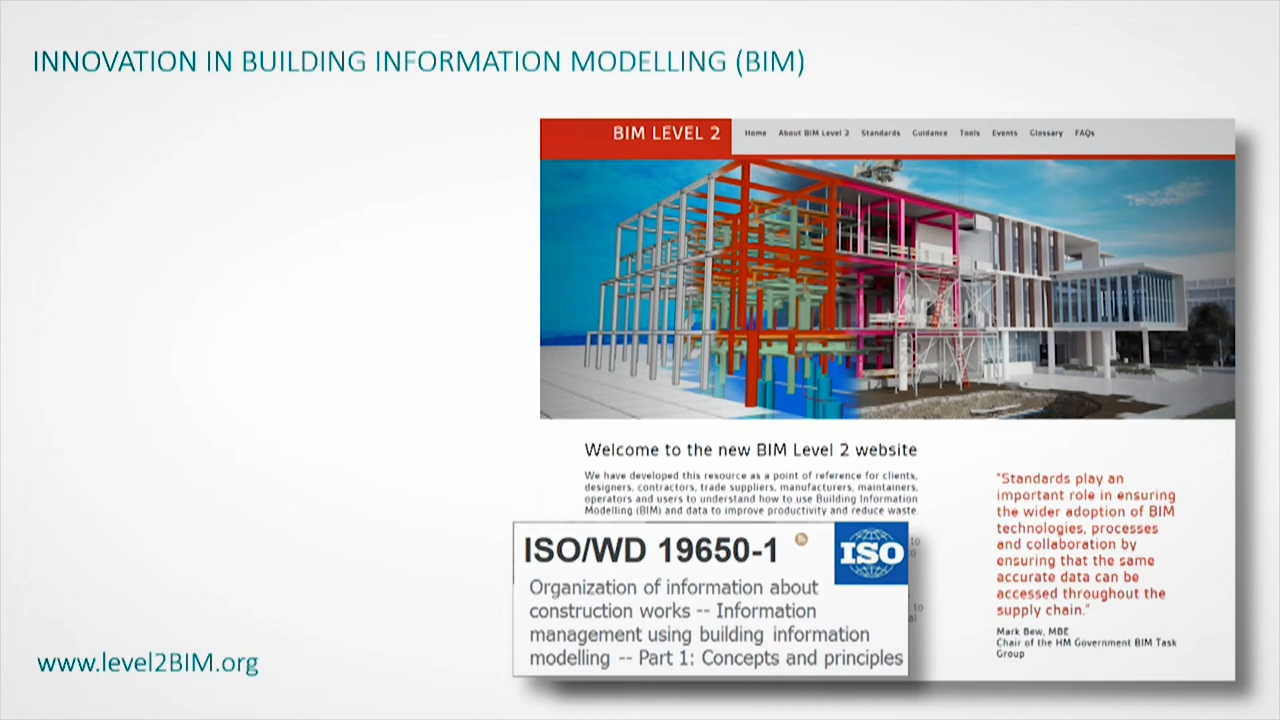 INNOVATION IN BUILDING INFORMATION MODELLING (BIM)
BIM LEVEL 2
Home About BIM Level 2 Standards Guidance Tools Events Glossary FAQs
Welcome to the new BIM Level 2 website
We have developed this resource as a point of reference for clients,
designers, contractors, trade suppliers, manufacturers, maintainers,
operators and users to understand how to use Building Information
Modelling (BIM) and data to improve productivity and reduce waste.
"Standards play an
important role in ensuring
the wider adoption of BIM
technologies, processes
and collaboration by
ensuring that the same
accurate data can be
accessed throughout the
supply chain."
Mark Bew, MBE
Chair of the HM Government BIM Task
Group
ISO/WD 19650-1
ISO
Organization of information about
construction works -- Information
management using building information
modelling -- Part 1: Concepts and principles
www.level2BIM.org